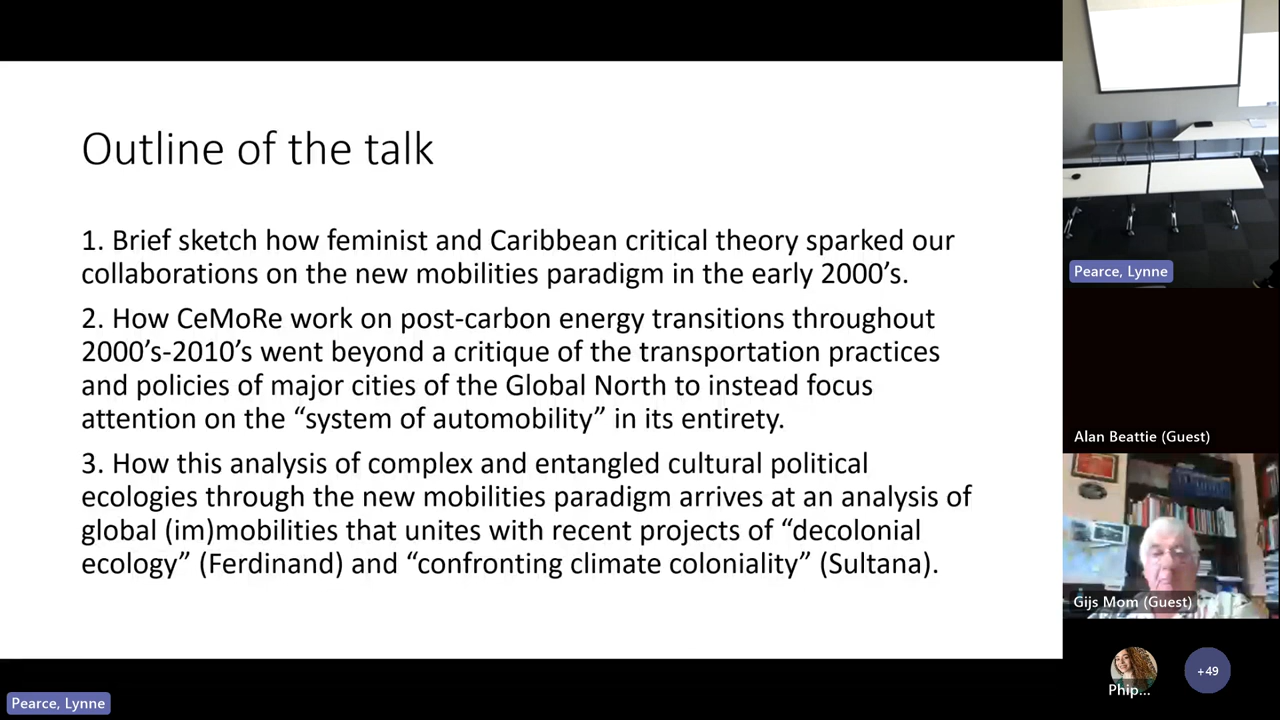 Outline of the talk
1. Brief sketch how feminist and Caribbean critical theory sparked our
collaborations on the new mobilities paradigm in the early 2000’s.
2. How CeMoRe work on post-carbon energy transitions throughout
2000’s-2010’s went beyond a critique of the transportation practices
and policies of major cities of the Global North to instead focus
attention on the “system of automobility” in its entirety.
3. How this analysis of complex and entangled cultural political
ecologies through the new mobilities paradigm arrives at an analysis of
global (im)mobilities that unites with recent projects of “decolonial
ecology” (Ferdinand) and “confronting climate coloniality” (Sultana).
Pearce, Lynne
Pearce, Lynne
Alan Beattie (Guest)
Gijs Mom (Guest)
Phip...
+49